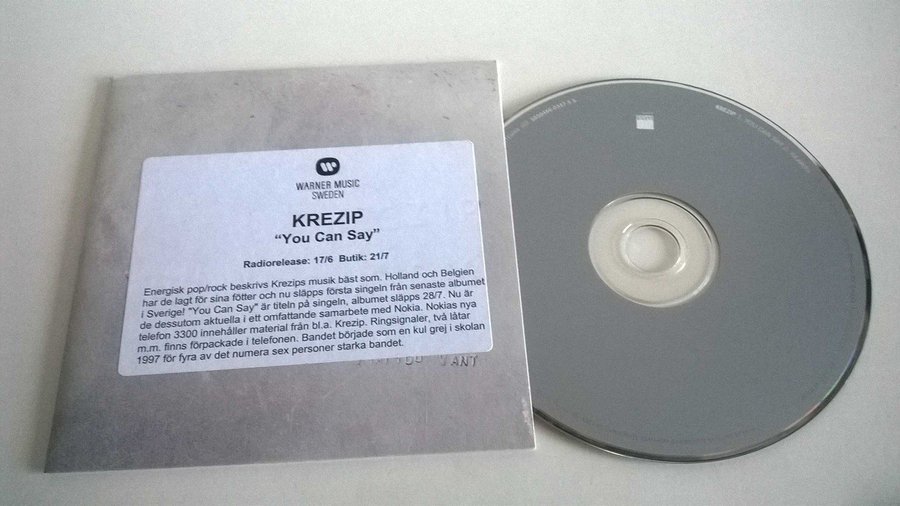 WARNER MUSIC
SWEDEN
KREZIP
“You Can Say”
Radiorelease: 17/6 Butik: 21/7
Energisk pop/rock beskrivs Krezips musik bäst som. Holland och Belgien
har de lagt för sina fötter och nu släpps första singeln från senaste albumet
i Sverige! "You Can Say" är titeln på singeln, albumet släpps 28/7. Nu är
de dessutom aktuella i ett omfattande samarbete med Nokia. Nokias nya
telefon 3300 innehåller material från bl.a. Krezip. Ringsignaler, två låtar
m.m. finns förpackade i telefonen. Bandet började som en kul grej i skolan
1997 för fyra av det numera sex personer starka bandet.
KREZIP